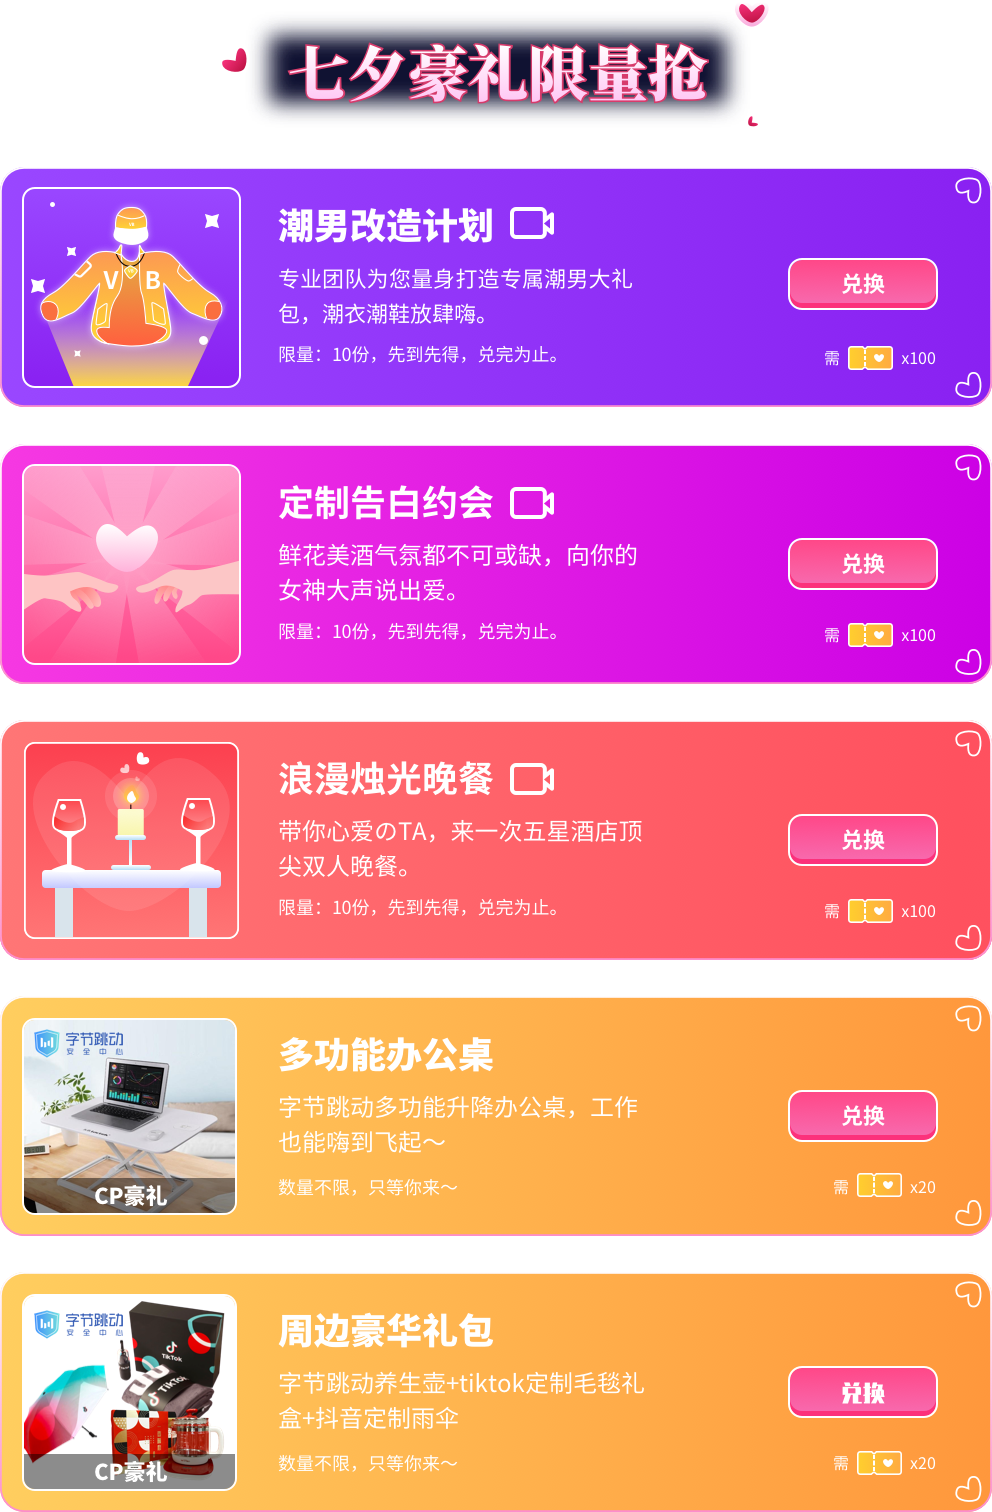 七夕豪礼限量抢
V B
潮男改造计划
专业团队为您量身打造专属潮男大礼
包，潮衣潮鞋放肆嗨。
限量：10份，先到先得，兑完为止。
兑换
需 x100
定制告白约会
鲜花美酒气氛都不可或缺，向你的
女神大声说出爱。
限量：10份，先到先得，兑完为止。
兑换
需 x100
浪漫烛光晚餐
带你心爱のTA，来一次五星酒店顶
尖双人晚餐。
限量：10份，先到先得，兑完为止。
兑换
需 x100
字节跳动
安全中心
CP豪礼
多功能办公桌
字节跳动多功能升降办公桌，工作
也能嗨到飞起～
数量不限，只等你来～
兑换
需 x20
字节跳动
安全中心
TikTok
TikTok
CP豪礼
周边豪华礼包
字节跳动养生壶+tiktok定制毛毯礼
盒+抖音定制雨伞
数量不限，只等你来～
兑换
需 x20